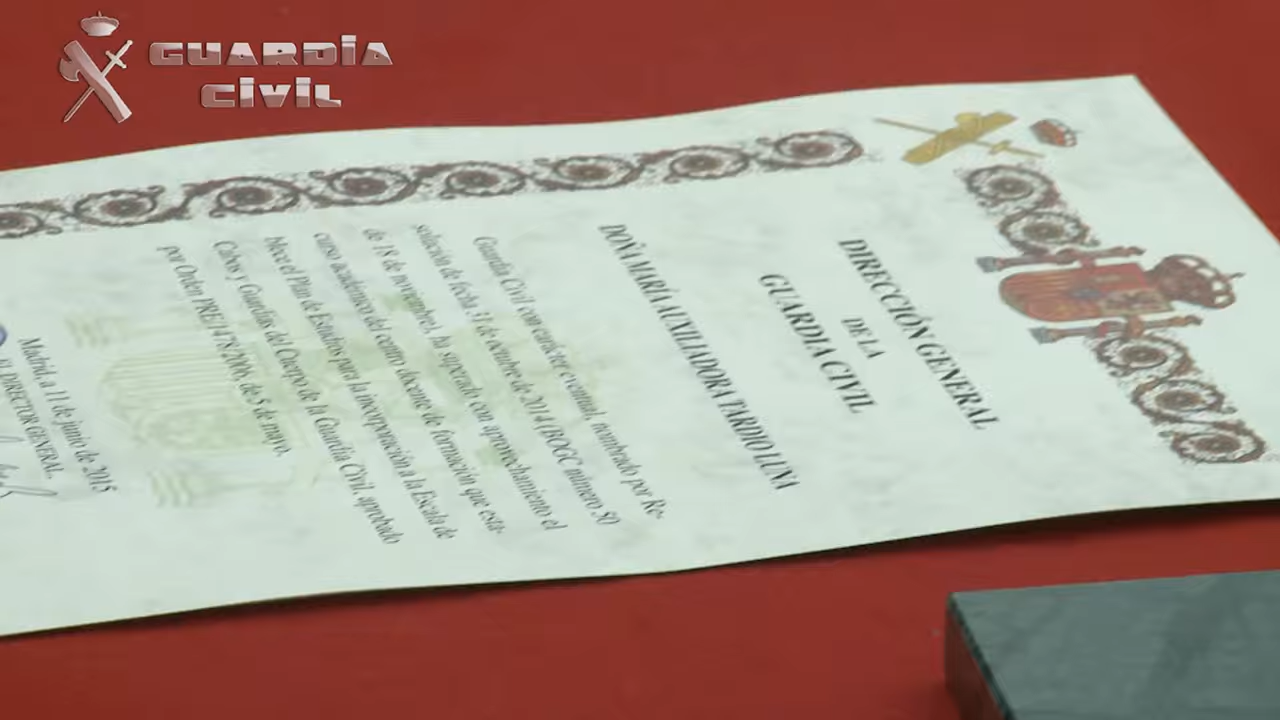 GUARDIA
CIVIL
DIRECCIÓN GENERAL
DE LA
GUARDIA CIVIL
DOÑA MARÍA AUXILIADORA TARDIO LUNA
Guardia Civil con carácter eventual, nombrado por Re-
solución de fecha 31 de octubre de 2014 (BOGC número 50
de 18 de noviembre), ha superado con aprovechamiento el
curso académico del centro docente de formación que esta-
blece el Plan de Estudios para la incorporación a la Escala de
Cabos y Guardias del Cuerpo de la Guardia Civil, aprobado
por Orden PRE/1478/2006, de 5 de mayo.
Madrid, a 11 de junio de 2015
DIRECTOR GENERAL,